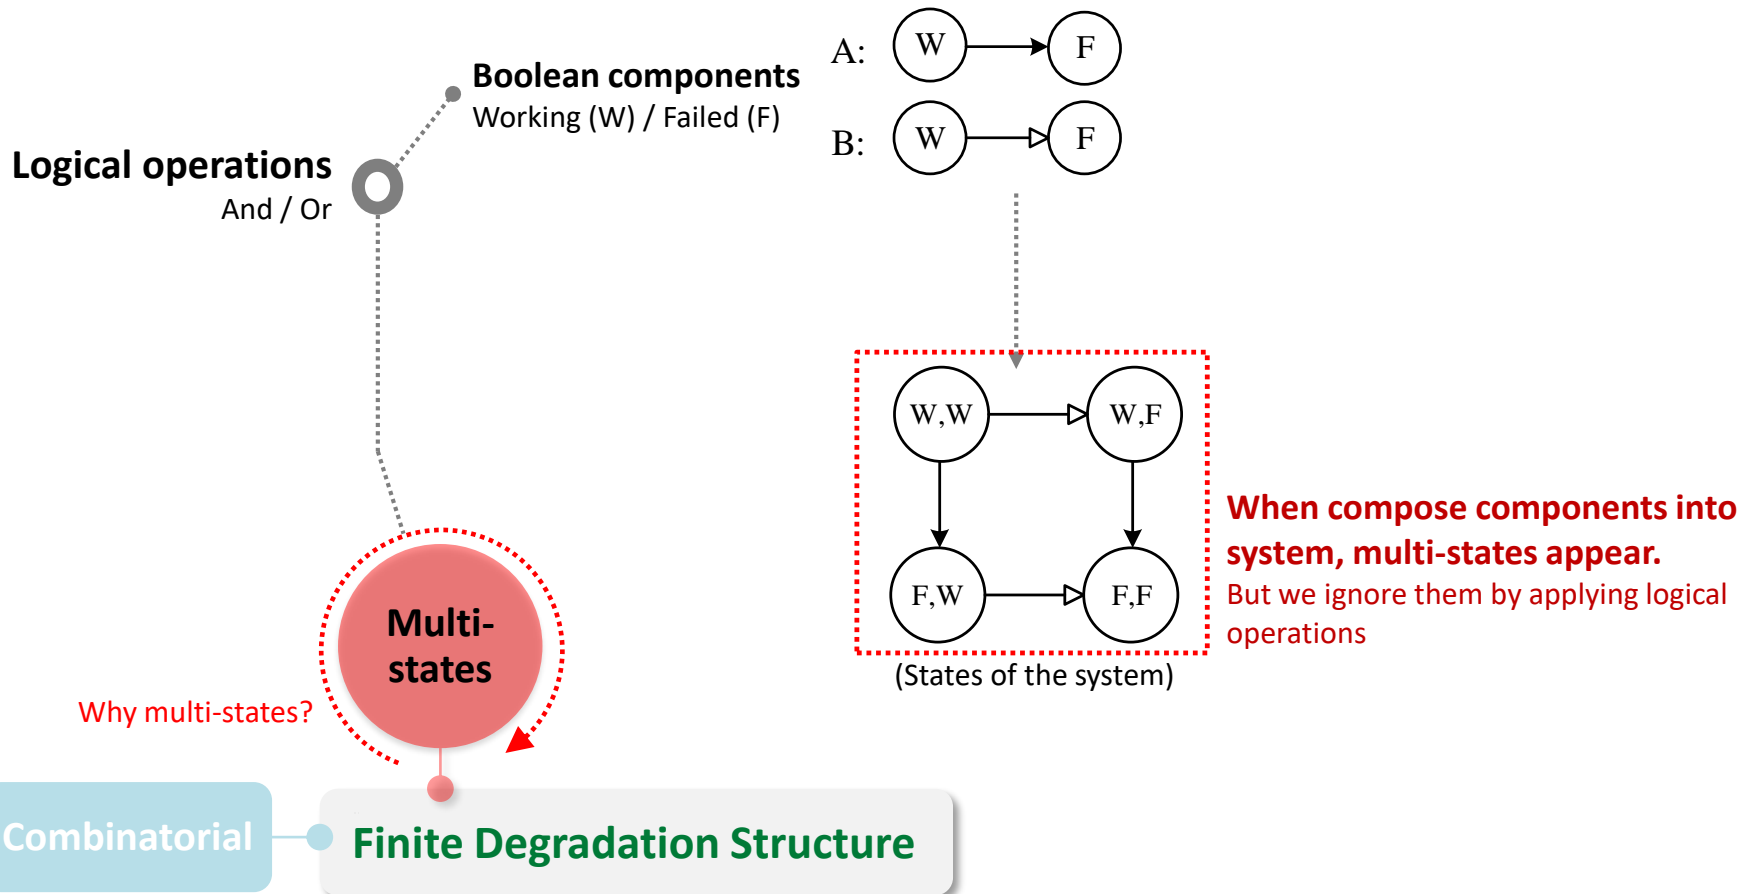 Boolean components
Working (W) / Failed (F)
Logical operations
And / Or
A:
W
F
B:
W
F
W,W
W,F
F,W
F,F
(States of the system)
When compose components into
system, multi-states appear.
But we ignore them by applying logical
operations
Multi-
states
Why multi-states?
Combinatorial
Finite Degradation Structure